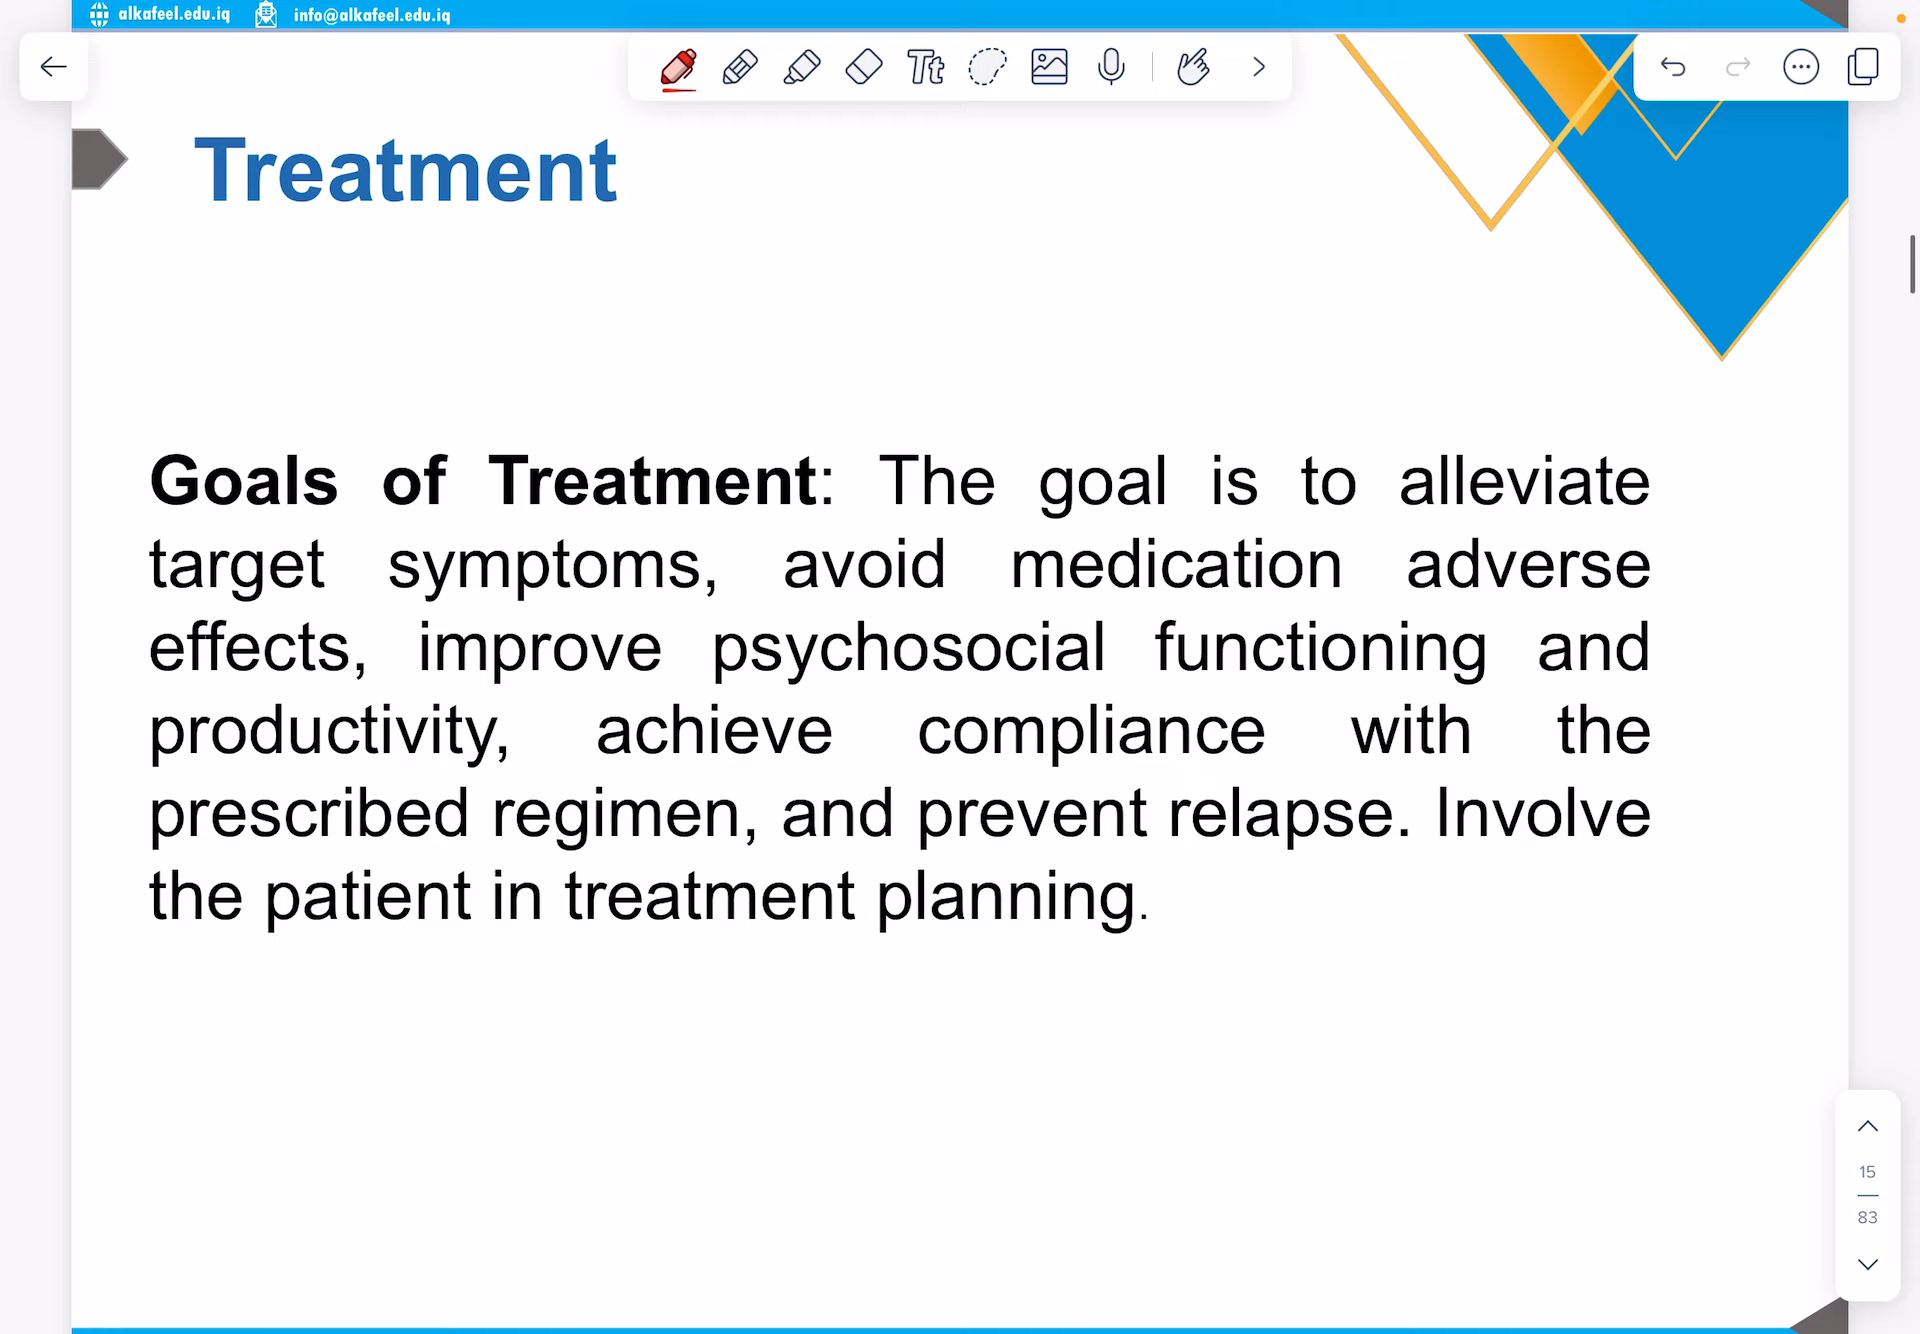 alkafeel.edu.iq info@alkafeel.edu.iq
Tt
Treatment
Goals of Treatment: The goal is to alleviate
target symptoms, avoid medication adverse
effects, improve psychosocial functioning and
productivity, achieve compliance with the
prescribed regimen, and prevent relapse. Involve
the patient in treatment planning.
15
83